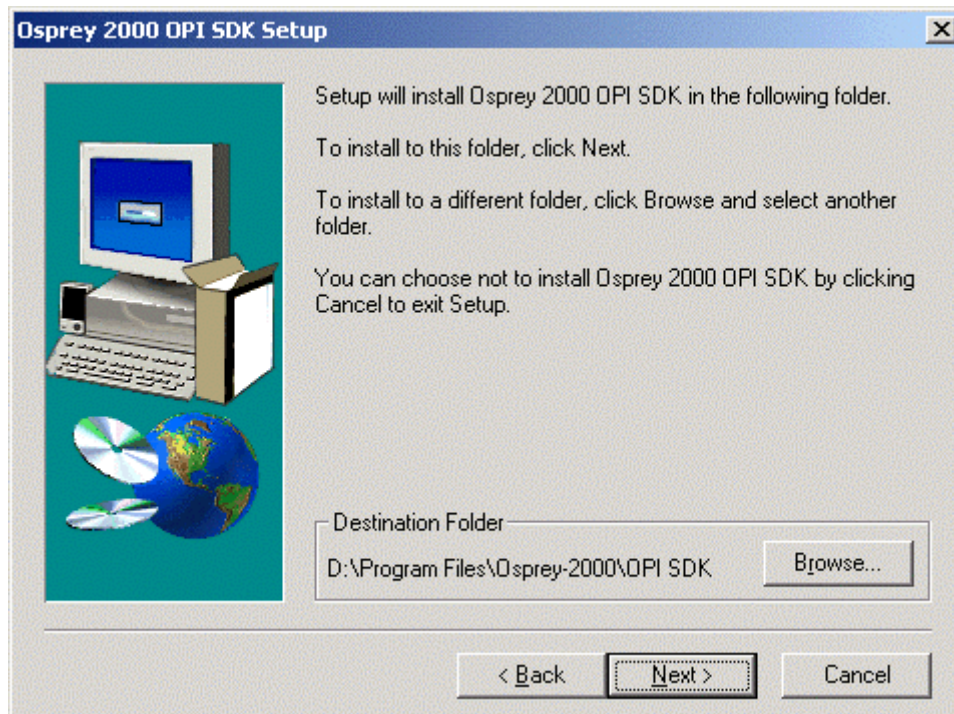 Osprey 2000 OPI SDK Setup
Setup will install Osprey 2000 OPI SDK in the following folder.
To install to this folder, click Next.
To install to a different folder, click Browse and select another
folder.
You can choose not to install Osprey 2000 OPI SDK by clicking
Cancel to exit Setup.
Destination Folder
D:\Program Files\Osprey-2000\OPI SDK
Browse...
< Back
Next >
Cancel